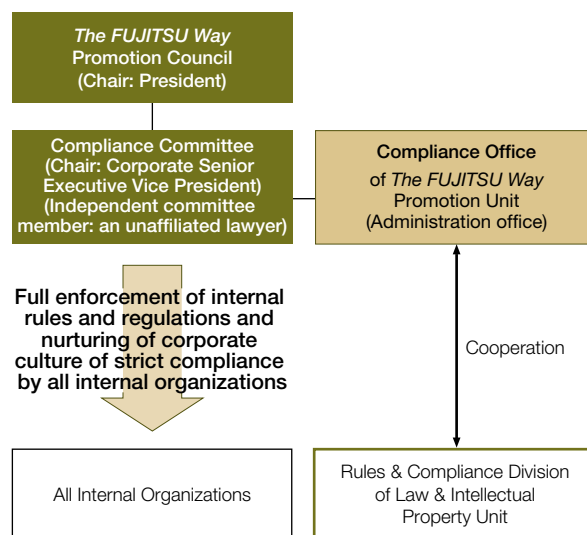 The FUJITSU Way
Promotion Council
(Chair: President)
Compliance Committee
(Chair: Corporate Senior
Executive Vice President)
(Independent committee
member: an unaffiliated lawyer)
Compliance Office
of The FUJITSU Way
Promotion Unit
(Administration office)
Full enforcement of internal
rules and regulations and
nurturing of corporate
culture of strict compliance
by all internal organizations
Cooperation
All Internal Organizations
Rules & Compliance Division
of Law & Intellectual
Property Unit